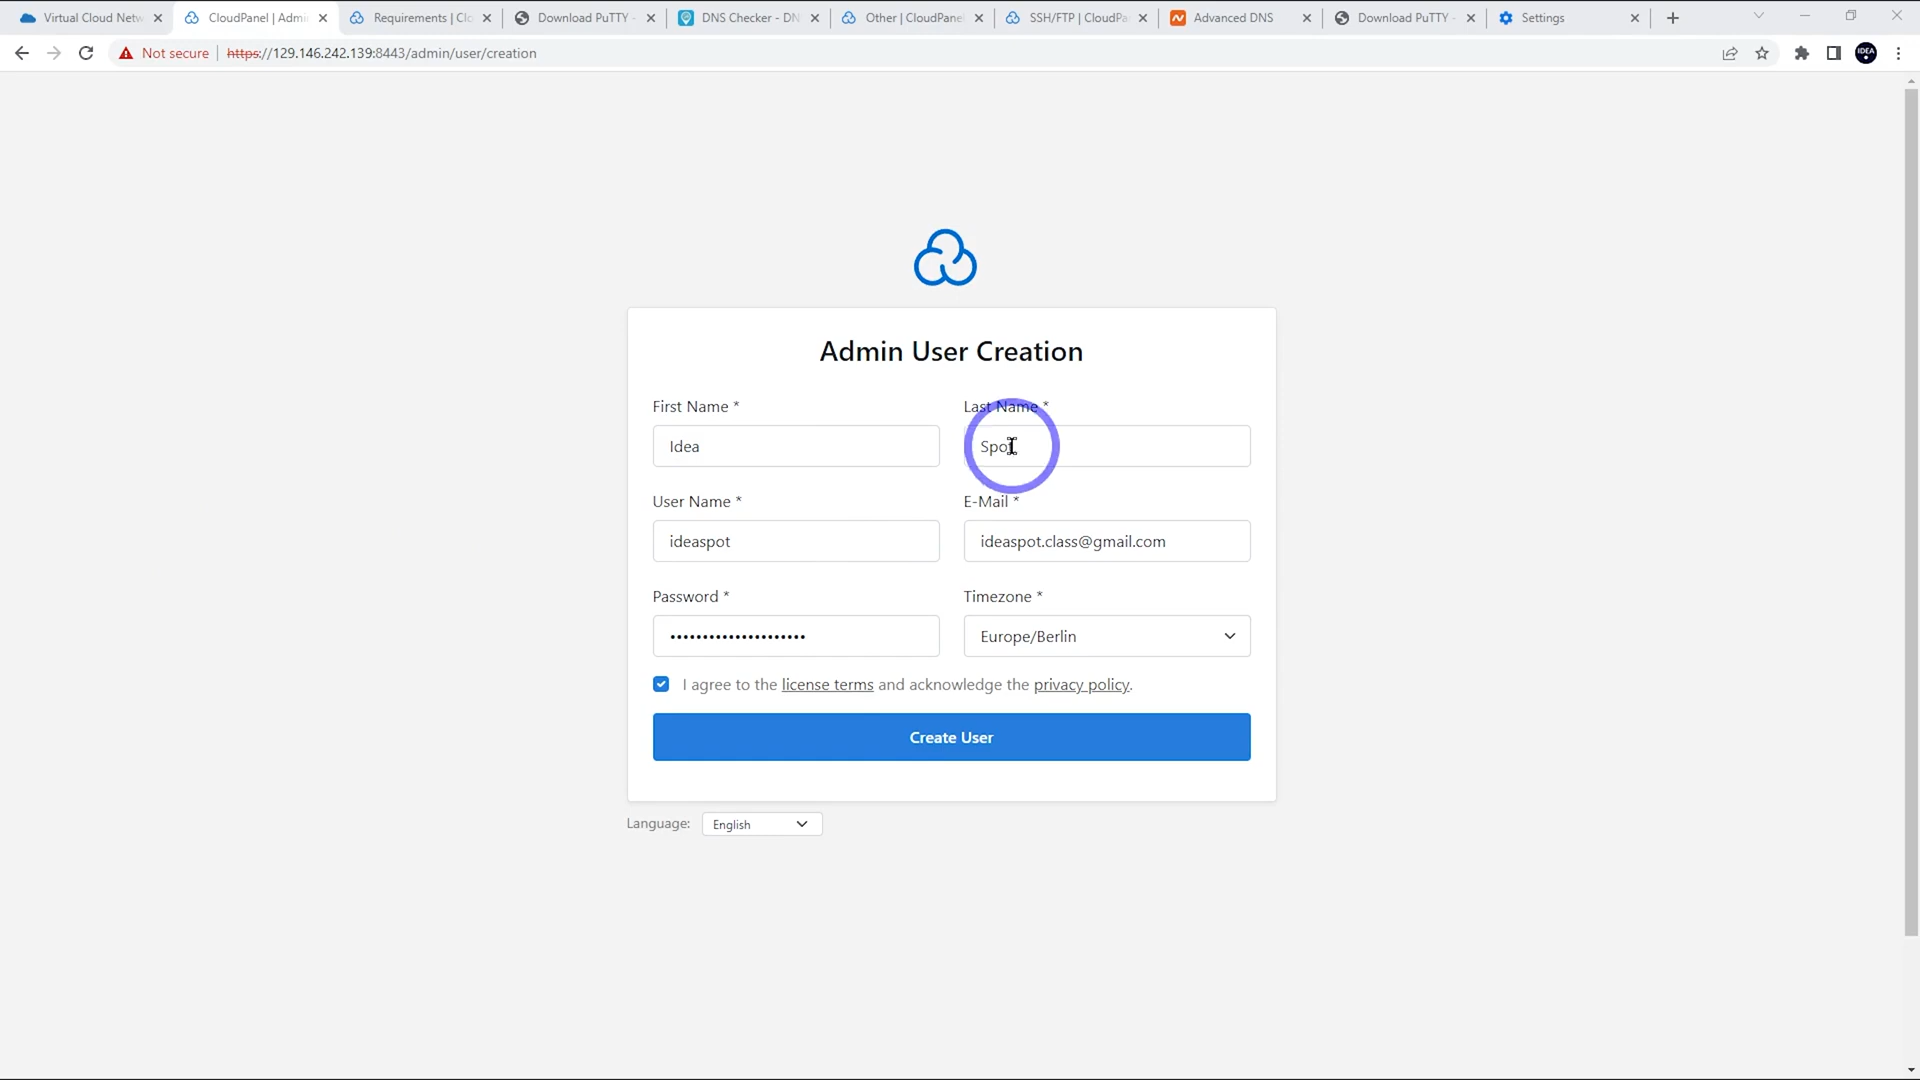 Virtual Cloud Netw
CloudPanel | Admi
Requirements | Clo
Download PuTTY -
DNS Checker - DN
Other | CloudPanel
SSH/FTP | CloudPa
Advanced DNS
Download PuTTY -
Settings
Not secure
https://129.146.242.139:8443/admin/user/creation
IDEA
Admin User Creation
First Name *
Last Name *
Idea
Spot
User Name *
E-Mail *
ideaspot
ideaspot.class@gmail.com
Password *
Timezone *
•••••••••••••••••••••
Europe/Berlin
I agree to the license terms and acknowledge the privacy policy.
Create User
Language:
English